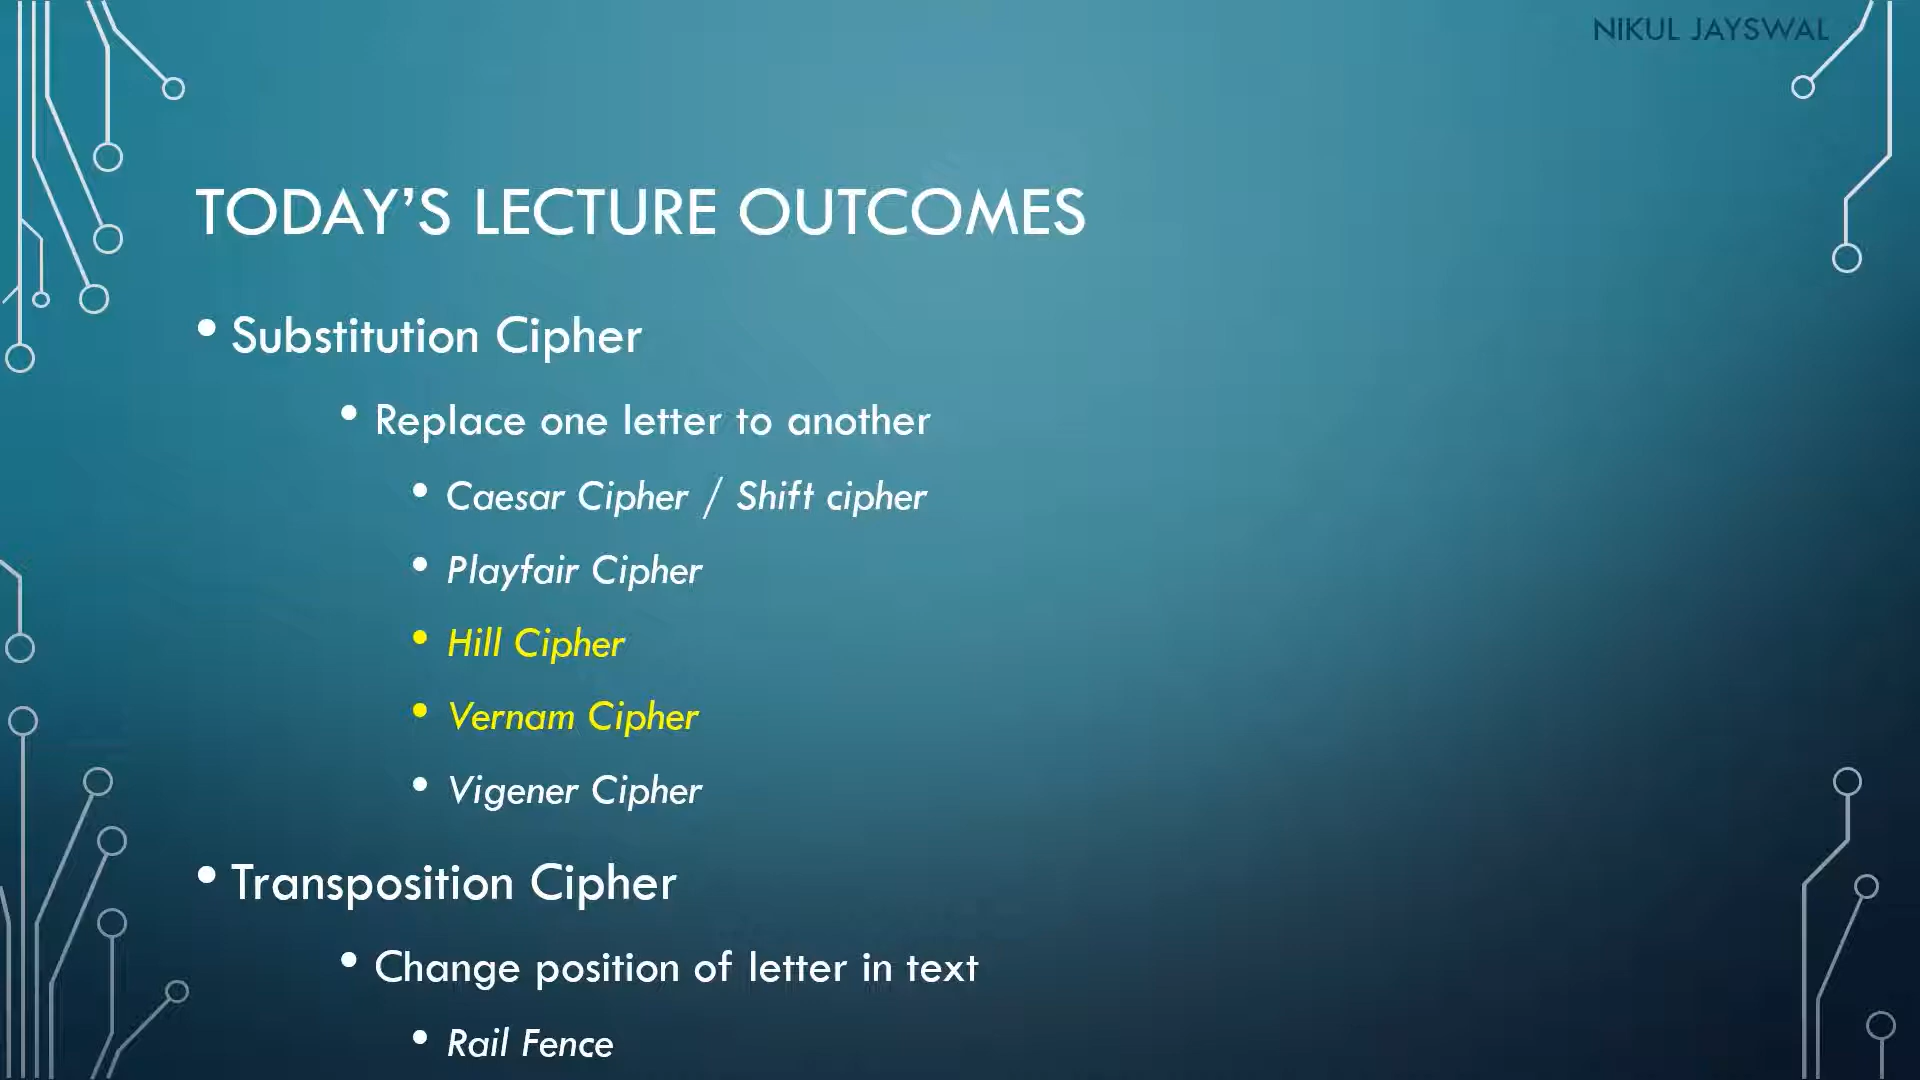 NIKUL JAYSWAL
TODAY’S LECTURE OUTCOMES
• Substitution Cipher
• Replace one letter to another
• Caesar Cipher / Shift cipher
• Playfair Cipher
• Hill Cipher
• Vernam Cipher
• Vigener Cipher
• Transposition Cipher
• Change position of letter in text
• Rail Fence